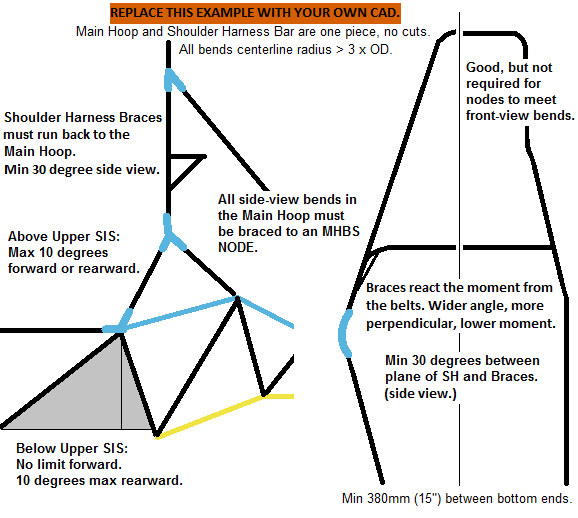 REPLACE THIS EXAMPLE WITH YOUR OWN CAD.
Main Hoop and Shoulder Harness Bar are one piece, no cuts.
All bends centerline radius > 3 x OD.
Good, but not
required for
nodes to meet
front-view bends.
Shoulder Harness Braces
must run back to the
Main Hoop.
Min 30 degree side view.
All side-view bends in
the Main Hoop must
be braced to an MHBS
NODE.
Above Upper SIS:
Max 10 degrees
forward or rearward.
Braces react the moment from
the belts. Wider angle, more
perpendicular, lower moment.
Min 30 degrees between
plane of SH and Braces.
(side view.)
Below Upper SIS:
No limit forward.
10 degrees max rearward.
Min 380mm (15") between bottom ends.